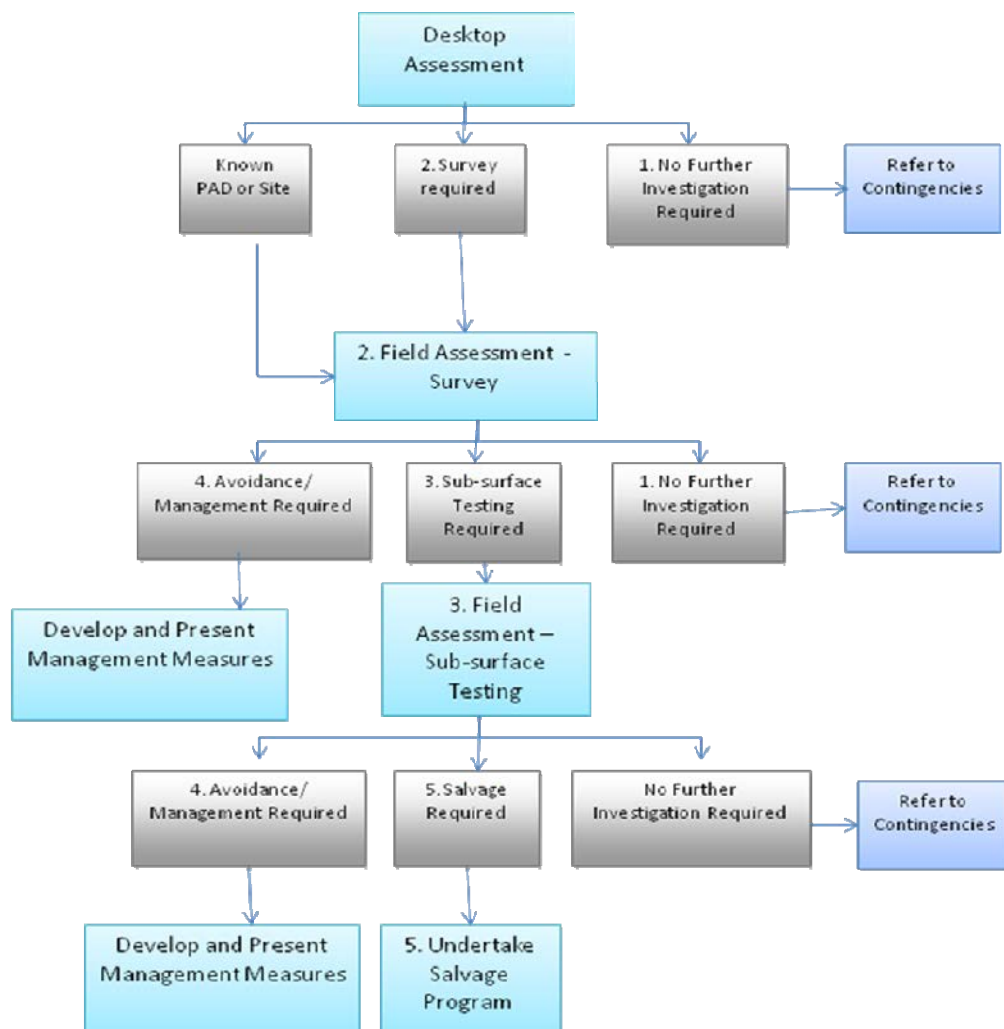 Desktop
Assessment
Known
PAD or Site
2. Survey
required
1. No Further
Investigation
Required
Refer to
Contingencies
2. Field Assessment -
Survey
4. Avoidance/
Management Required
3. Sub-surface
Testing
Required
1. No Further
Investigation
Required
Refer to
Contingencies
Develop and Present
Management Measures
3. Field
Assessment –
Sub-surface
Testing
4. Avoidance/
Management Required
5. Salvage
Required
No Further
Investigation Required
Refer to
Contingencies
Develop and Present
Management Measures
5. Undertake
Salvage
Program